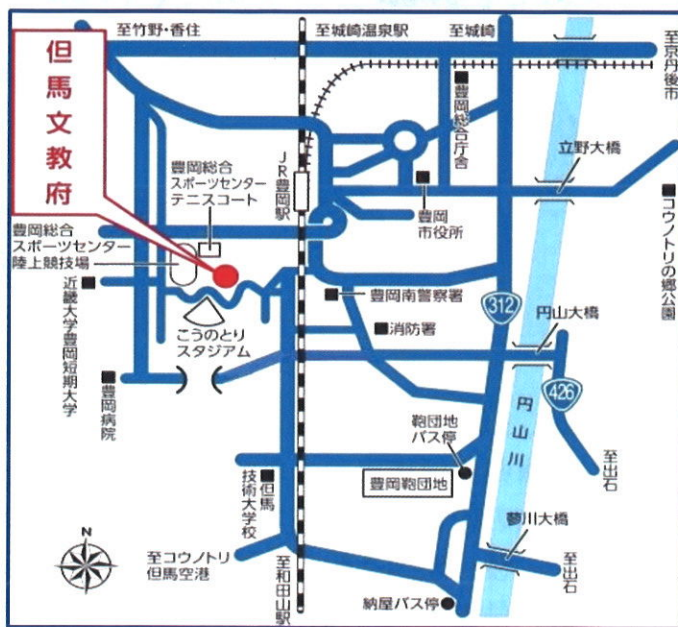 至竹野・香住
至城崎温泉駅
至城崎
至京丹後市
但馬文教府
豊岡総合庁舎
立野大橋
JR豊岡駅
豊岡総合
スポーツセンター
テニスコート
豊岡
市役所
コウノトリの郷公園
豊岡総合
スポーツセンター
陸上競技場
近畿大学豊岡短期大学
豊岡南警察署
312
円山大橋
消防署
こうのとり
スタジアム
豊岡病院
426
円山川
鞄団地
バス停
至出石
但馬
技術大学校
豊岡鞄団地
蓼川大橋
N
至コウノトリ
但馬空港
至和田山駅
至出石
納屋バス停